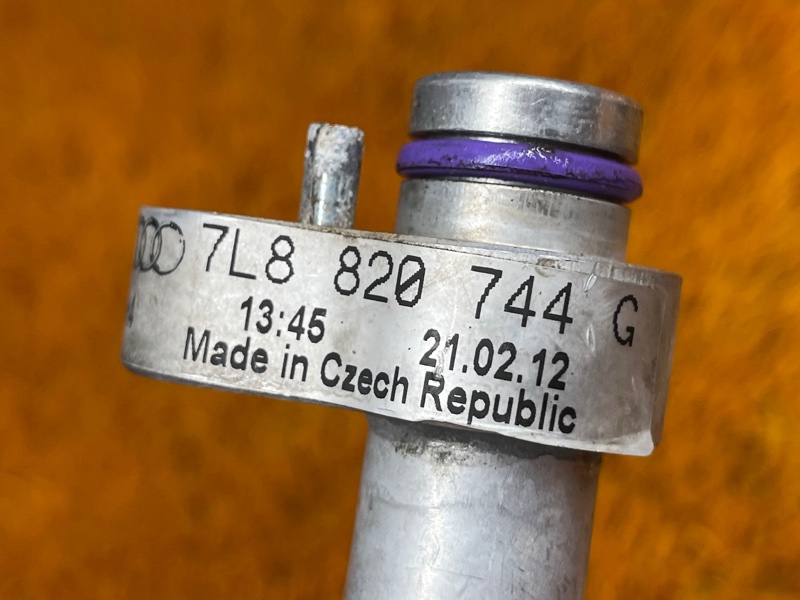 7L8 820 744 G
13:45 21.02.12
Made in Czech Republic